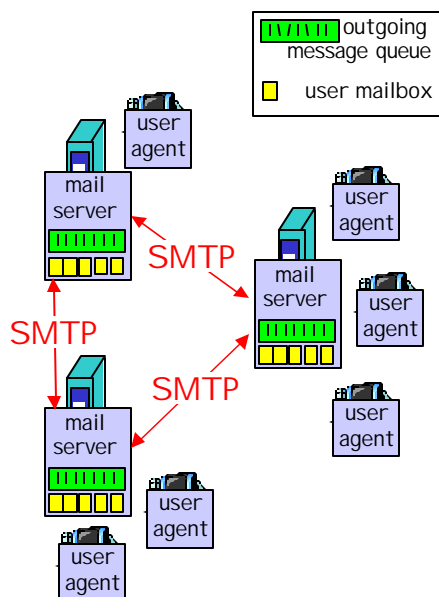 outgoing
message queue
user mailbox
user
agent
mail
server
user
agent
SMTP
mail
server
user
agent
SMTP
SMTP
user
agent
mail
server
user
agent
user
agent